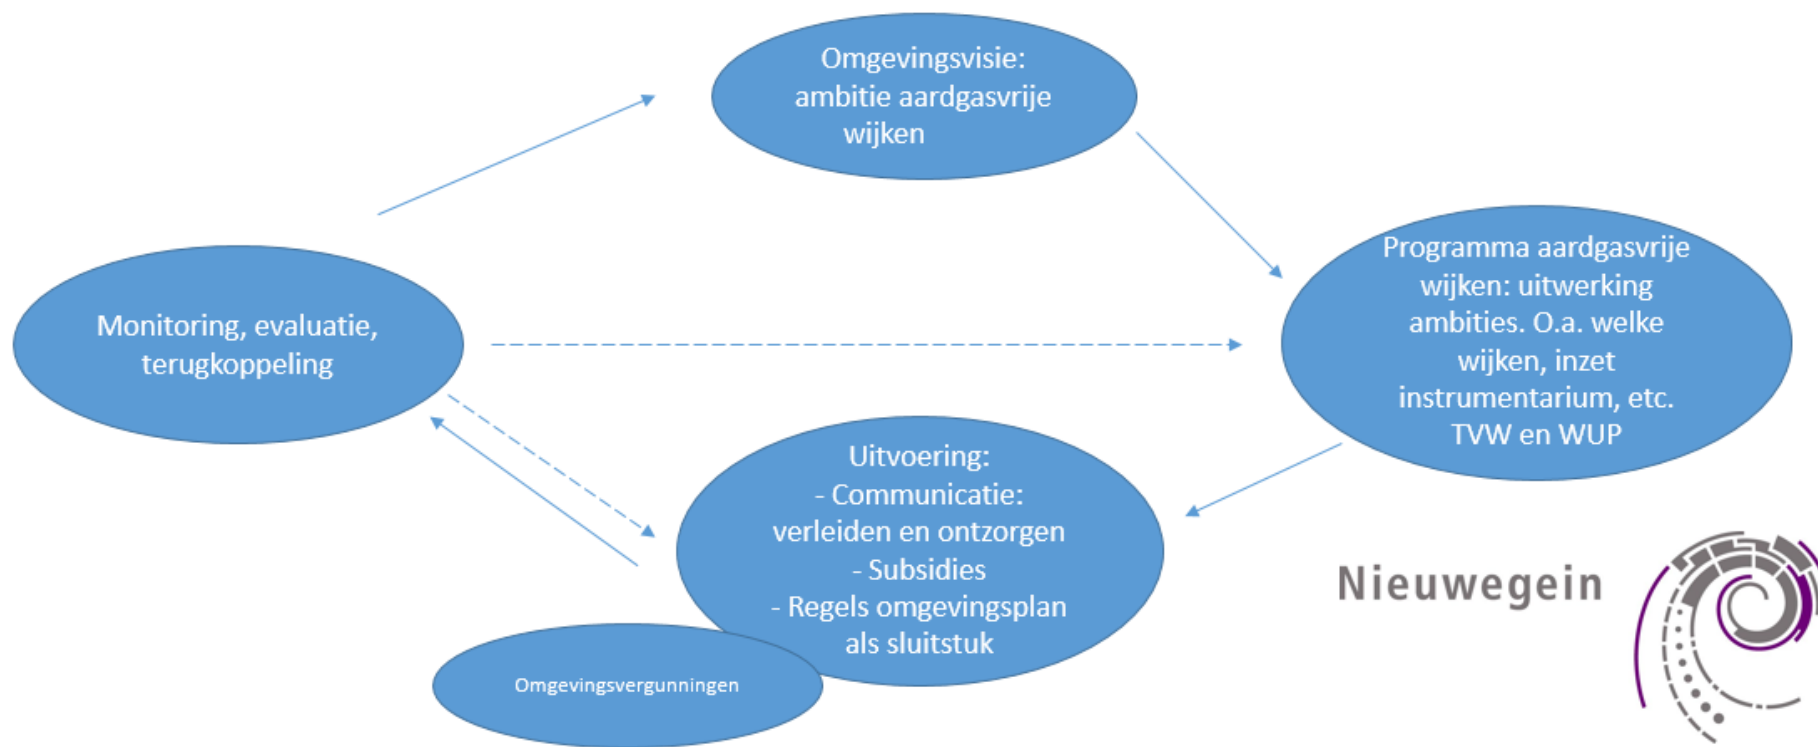 Omgevingsvisie:
ambitie aardgasvrije
wijken
Programma aardgasvrije
wijken: uitwerking
ambities. O.a. welke
wijken, inzet
instrumentarium, etc.
TVW en WUP
Monitoring, evaluatie,
terugkoppeling
Uitvoering:
- Communicatie:
verleiden en ontzorgen
- Subsidies
- Regels omgevingsplan
als sluitstuk
Omgevingsvergunningen
Nieuwegein